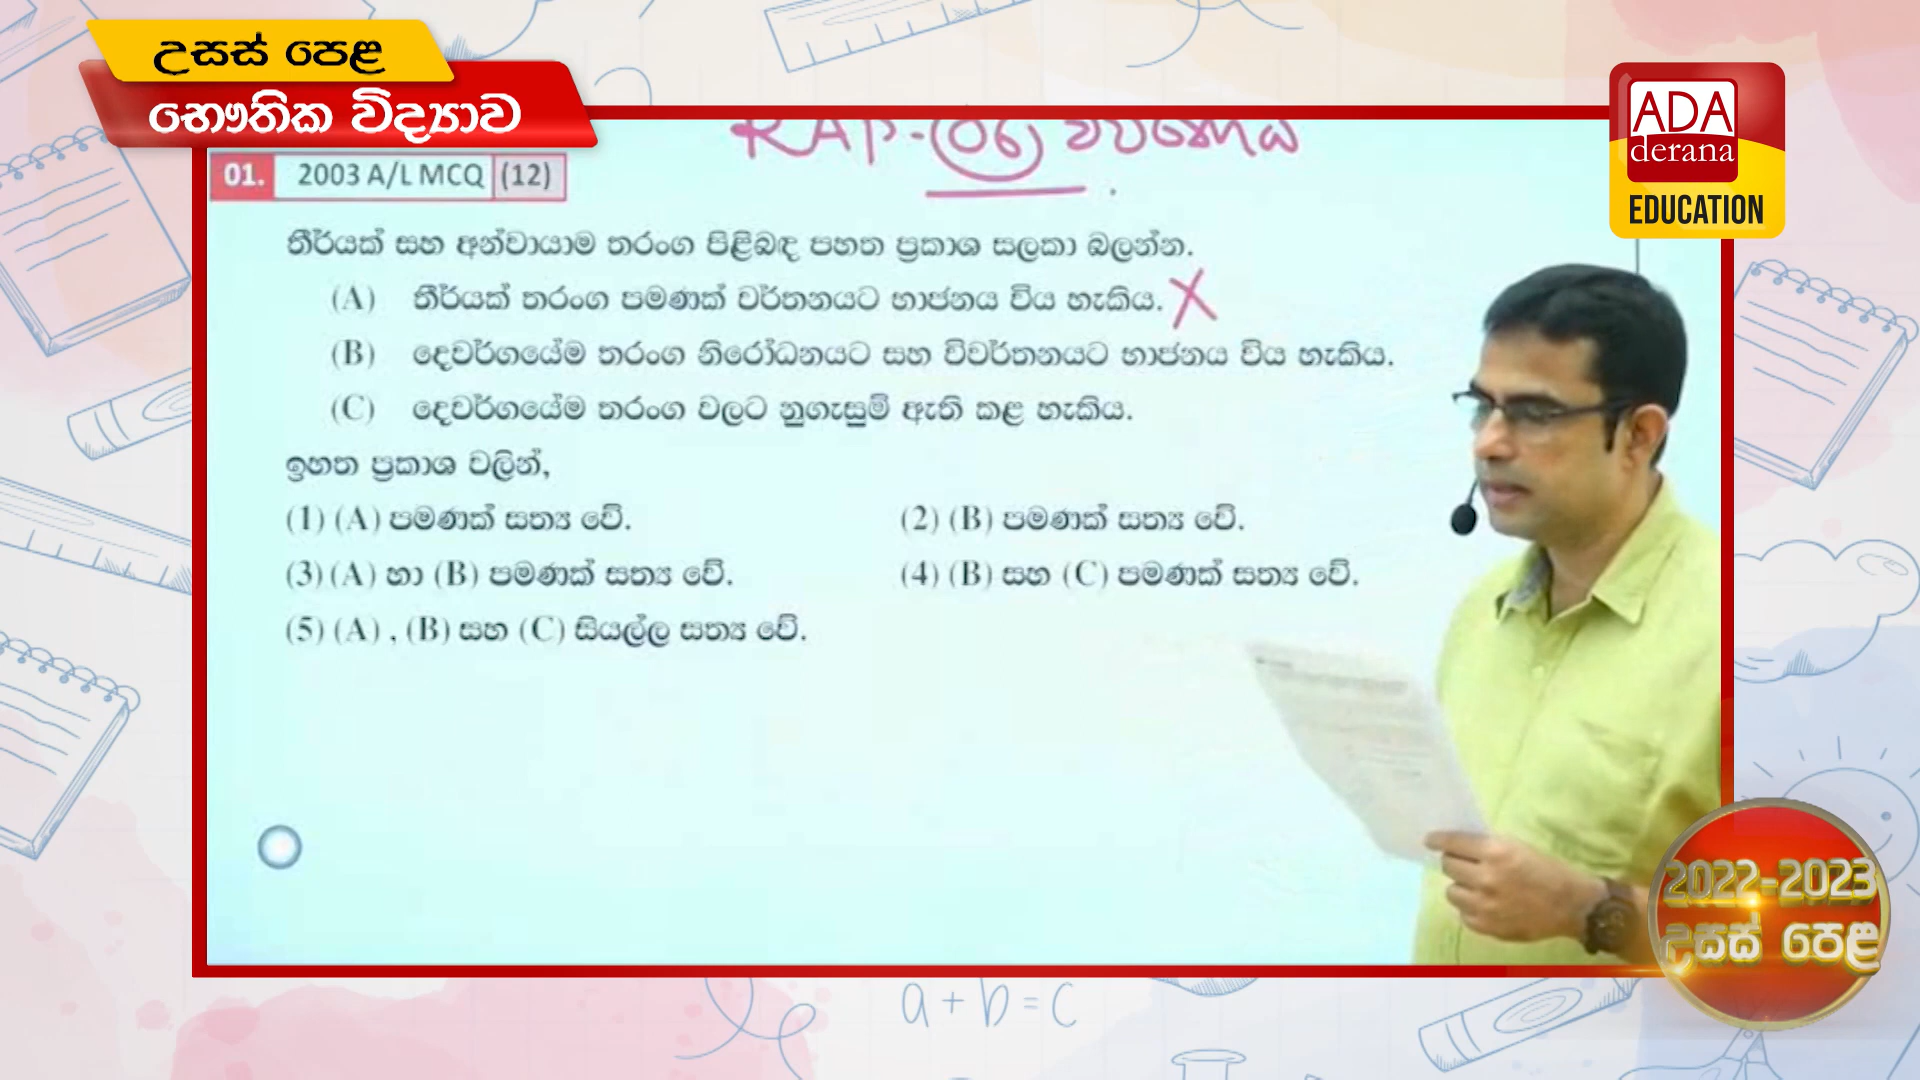 උසස් පෙළ
භෞතික විද්‍යාව
ADA
derana
EDUCATION
RAP-(06) විවරණය
01. 2003 A/L MCQ (12)
තීර්යක් සහ අන්වායාම තරංග පිළිබඳ පහත ප්‍රකාශ සලකා බලන්න.
(A) තීර්යක් තරංග පමණක් වර්තනයට භාජනය විය හැකිය. X
(B) දෙවර්ගයේම තරංග නිරෝධනයට සහ විවර්තනයට භාජනය විය හැකිය.
(C) දෙවර්ගයේම තරංග වලට නුගැසුම් ඇති කළ හැකිය.
ඉහත ප්‍රකාශ වලින්,
(1) (A) පමණක් සත්‍ය වේ.
(2) (B) පමණක් සත්‍ය වේ.
(3) (A) හා (B) පමණක් සත්‍ය වේ.
(4) (B) සහ (C) පමණක් සත්‍ය වේ.
(5) (A) , (B) සහ (C) සියල්ල සත්‍ය වේ.
2022-2023
උසස් පෙළ
a + b = c